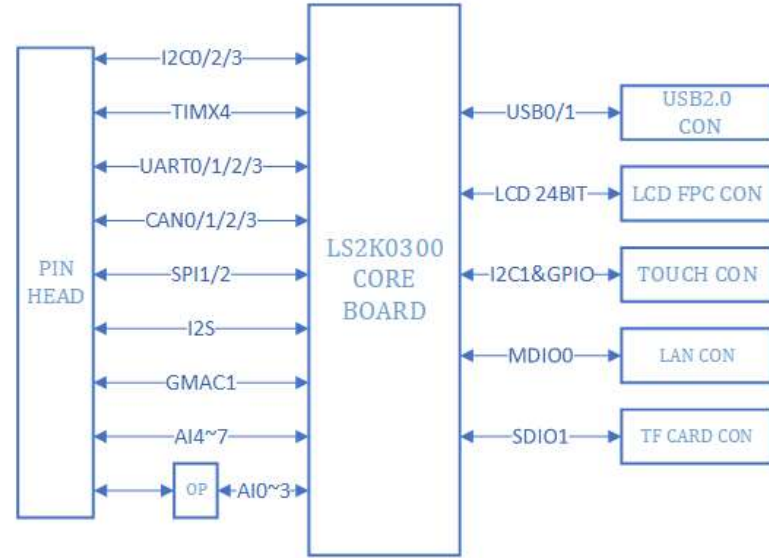 I2C0/2/3
TIMX4
UART0/1/2/3
CAN0/1/2/3
SPI1/2
I2S
GMAC1
AI4~7
OP
AI0~3
PIN
HEAD
LS2K0300
CORE
BOARD
USB0/1
LCD 24BIT
I2C1&GPIO
MDIO0
SDIO1
USB2.0
CON
LCD FPC CON
TOUCH CON
LAN CON
TF CARD CON